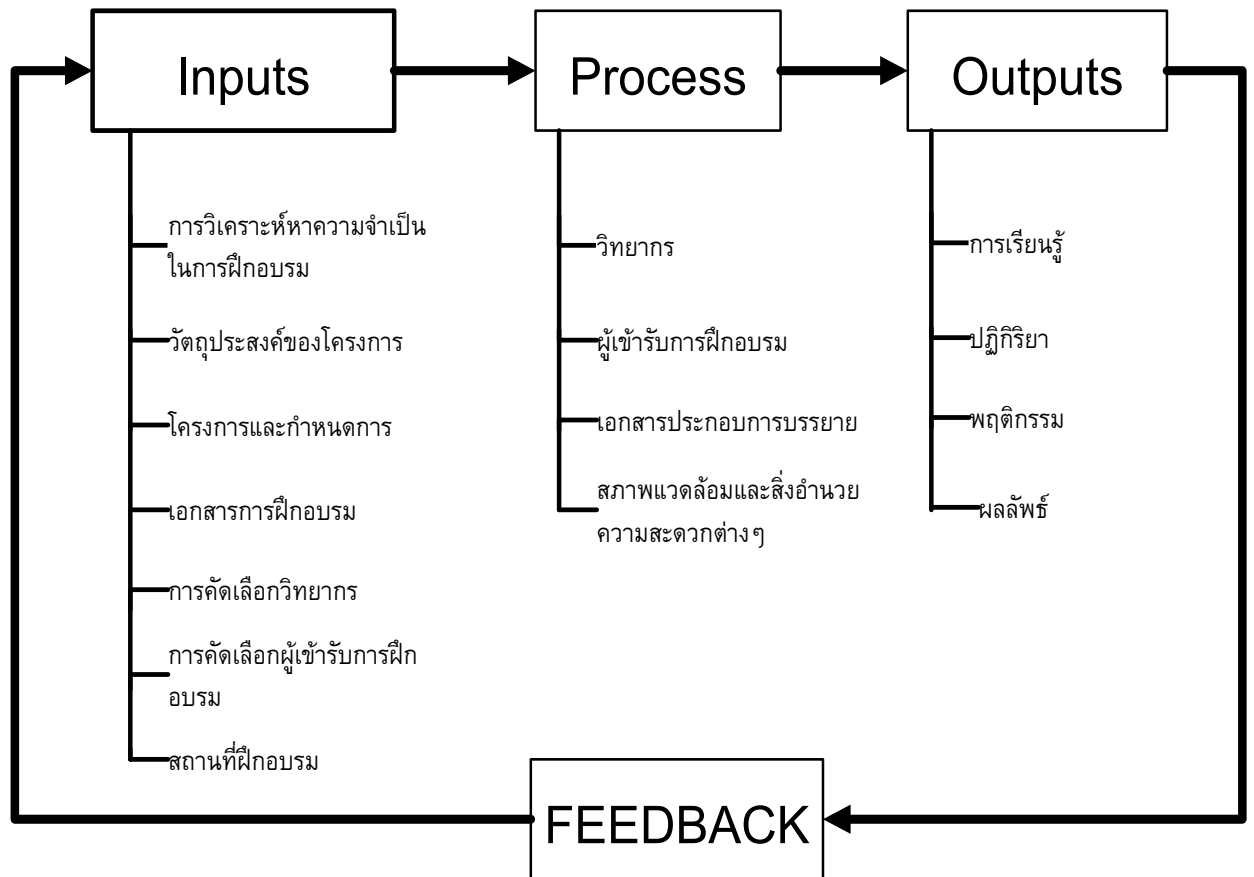 Inputs
Process
Outputs
การวิเคราะห์หาความจำเป็น
ในการฝึกอบรม
วัตถุประสงค์ของโครงการ
โครงการและกำหนดการ
เอกสารการฝึกอบรม
การคัดเลือกวิทยากร
การคัดเลือกผู้เข้ารับการฝึก
อบรม
สถานที่ฝึกอบรม
วิทยากร
ผู้เข้ารับการฝึกอบรม
เอกสารประกอบการบรรยาย
สภาพแวดล้อมและสิ่งอำนวย
ความสะดวกต่างๆ
การเรียนรู้
ปฏิกิริยา
พฤติกรรม
ผลลัพธ์
FEEDBACK